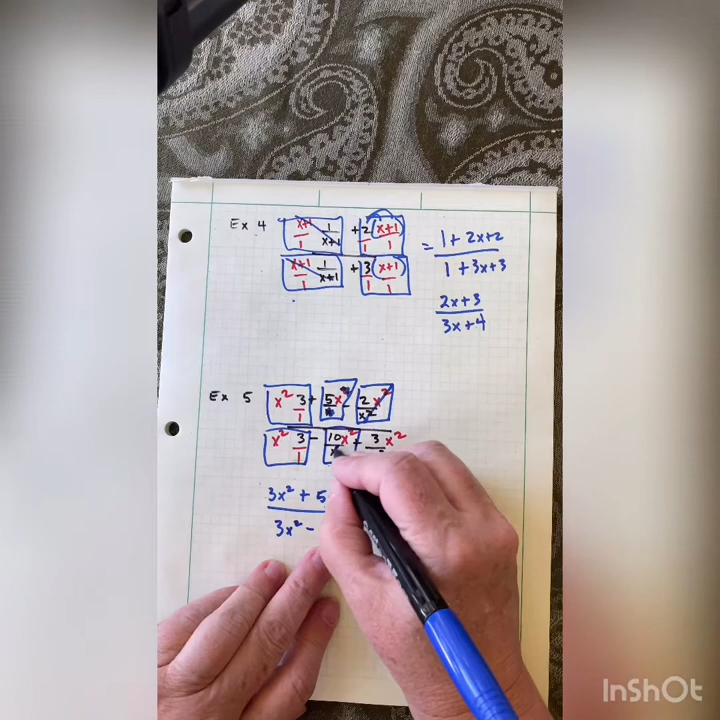 Ex 4 x+1/1 1/x+1 + 2/1 x+1/1
x+1/1 1/x+1 + 3/1 x+1/1
= 1 + 2x+2
1 + 3x+3
2x+3
3x+4
Ex 5 x² 3/1 + 5x - 2/x² x²
x² 3/1 - 10 x² + 3 x²
3x² + 5
3x² -
InShOt